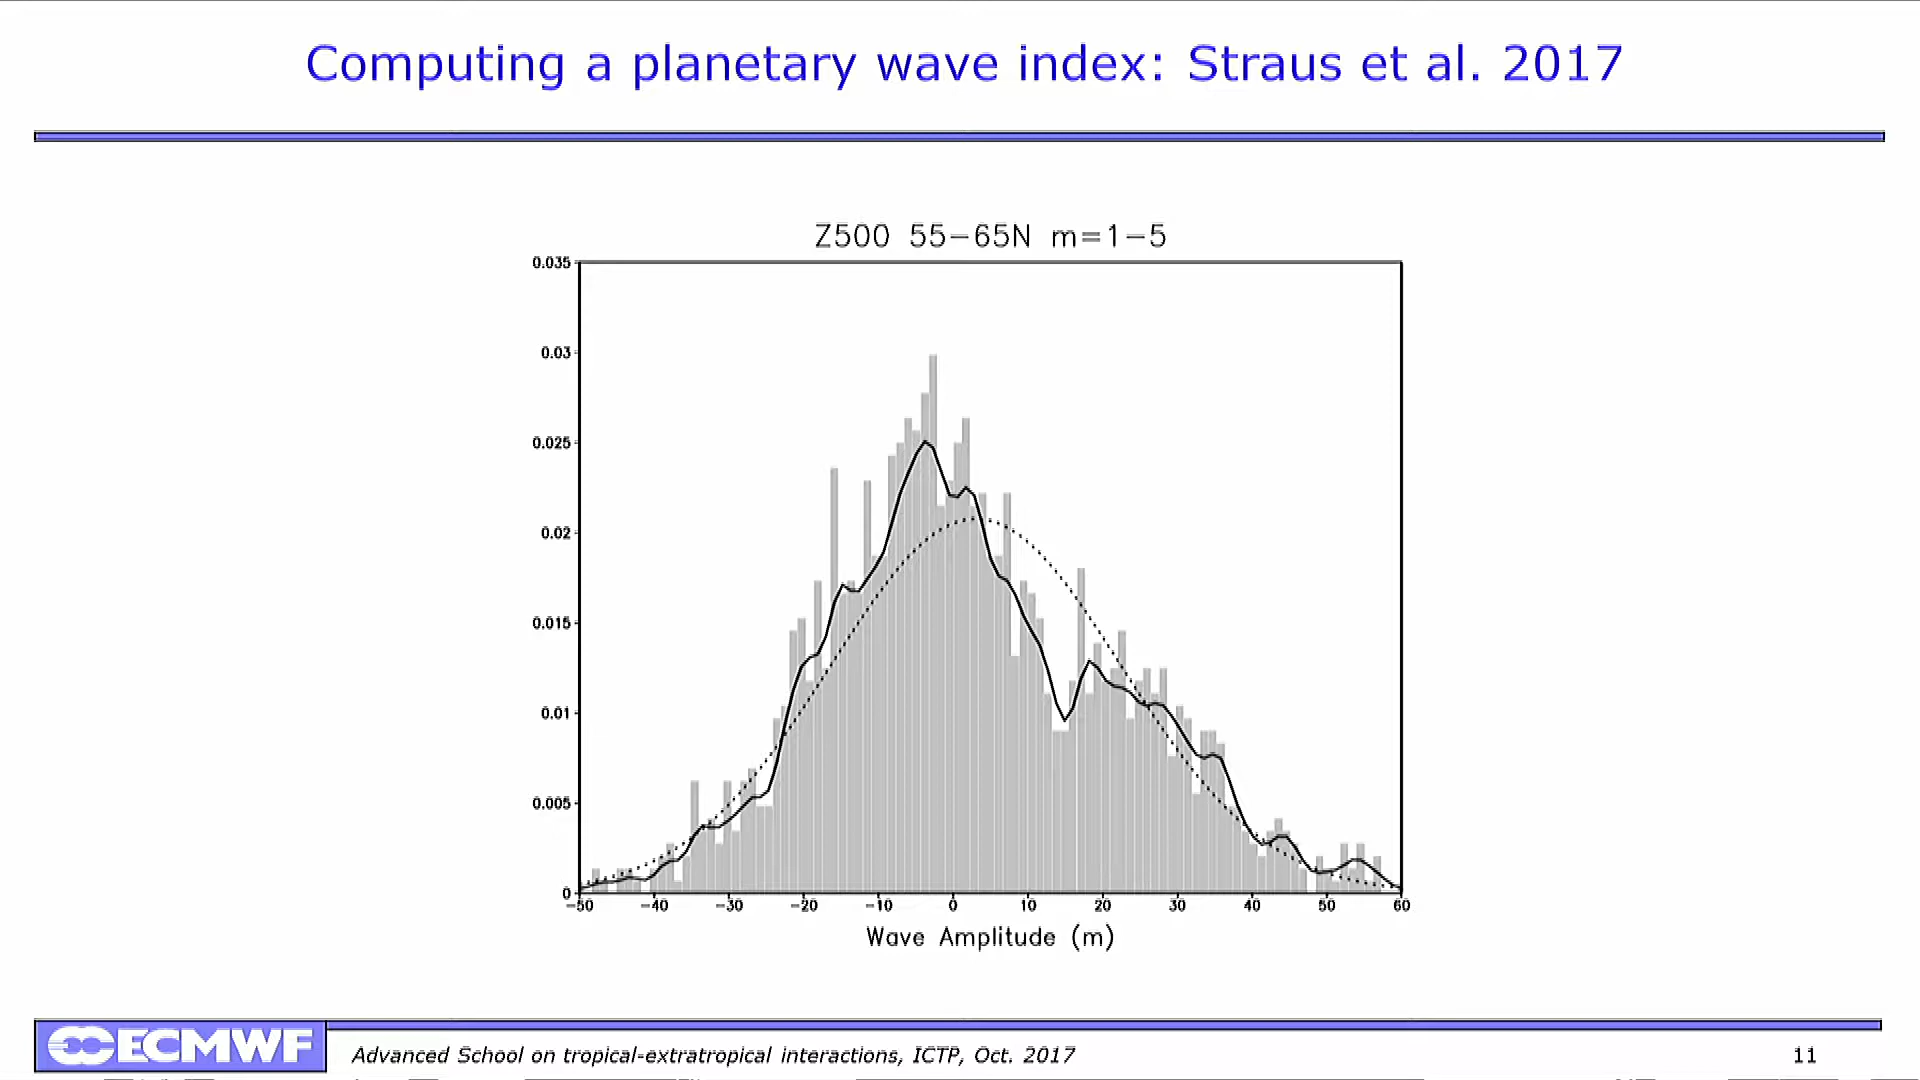 Computing a planetary wave index: Straus et al. 2017
Z500 55-65N m=1-5
0.035
0.03
0.025
0.02
0.015
0.01
0.005
0
-50 -40 -30 -20 -10 0 10 20 30 40 50 60
Wave Amplitude (m)
ECMWF
Advanced School on tropical-extratropical interactions, ICTP, Oct. 2017
11